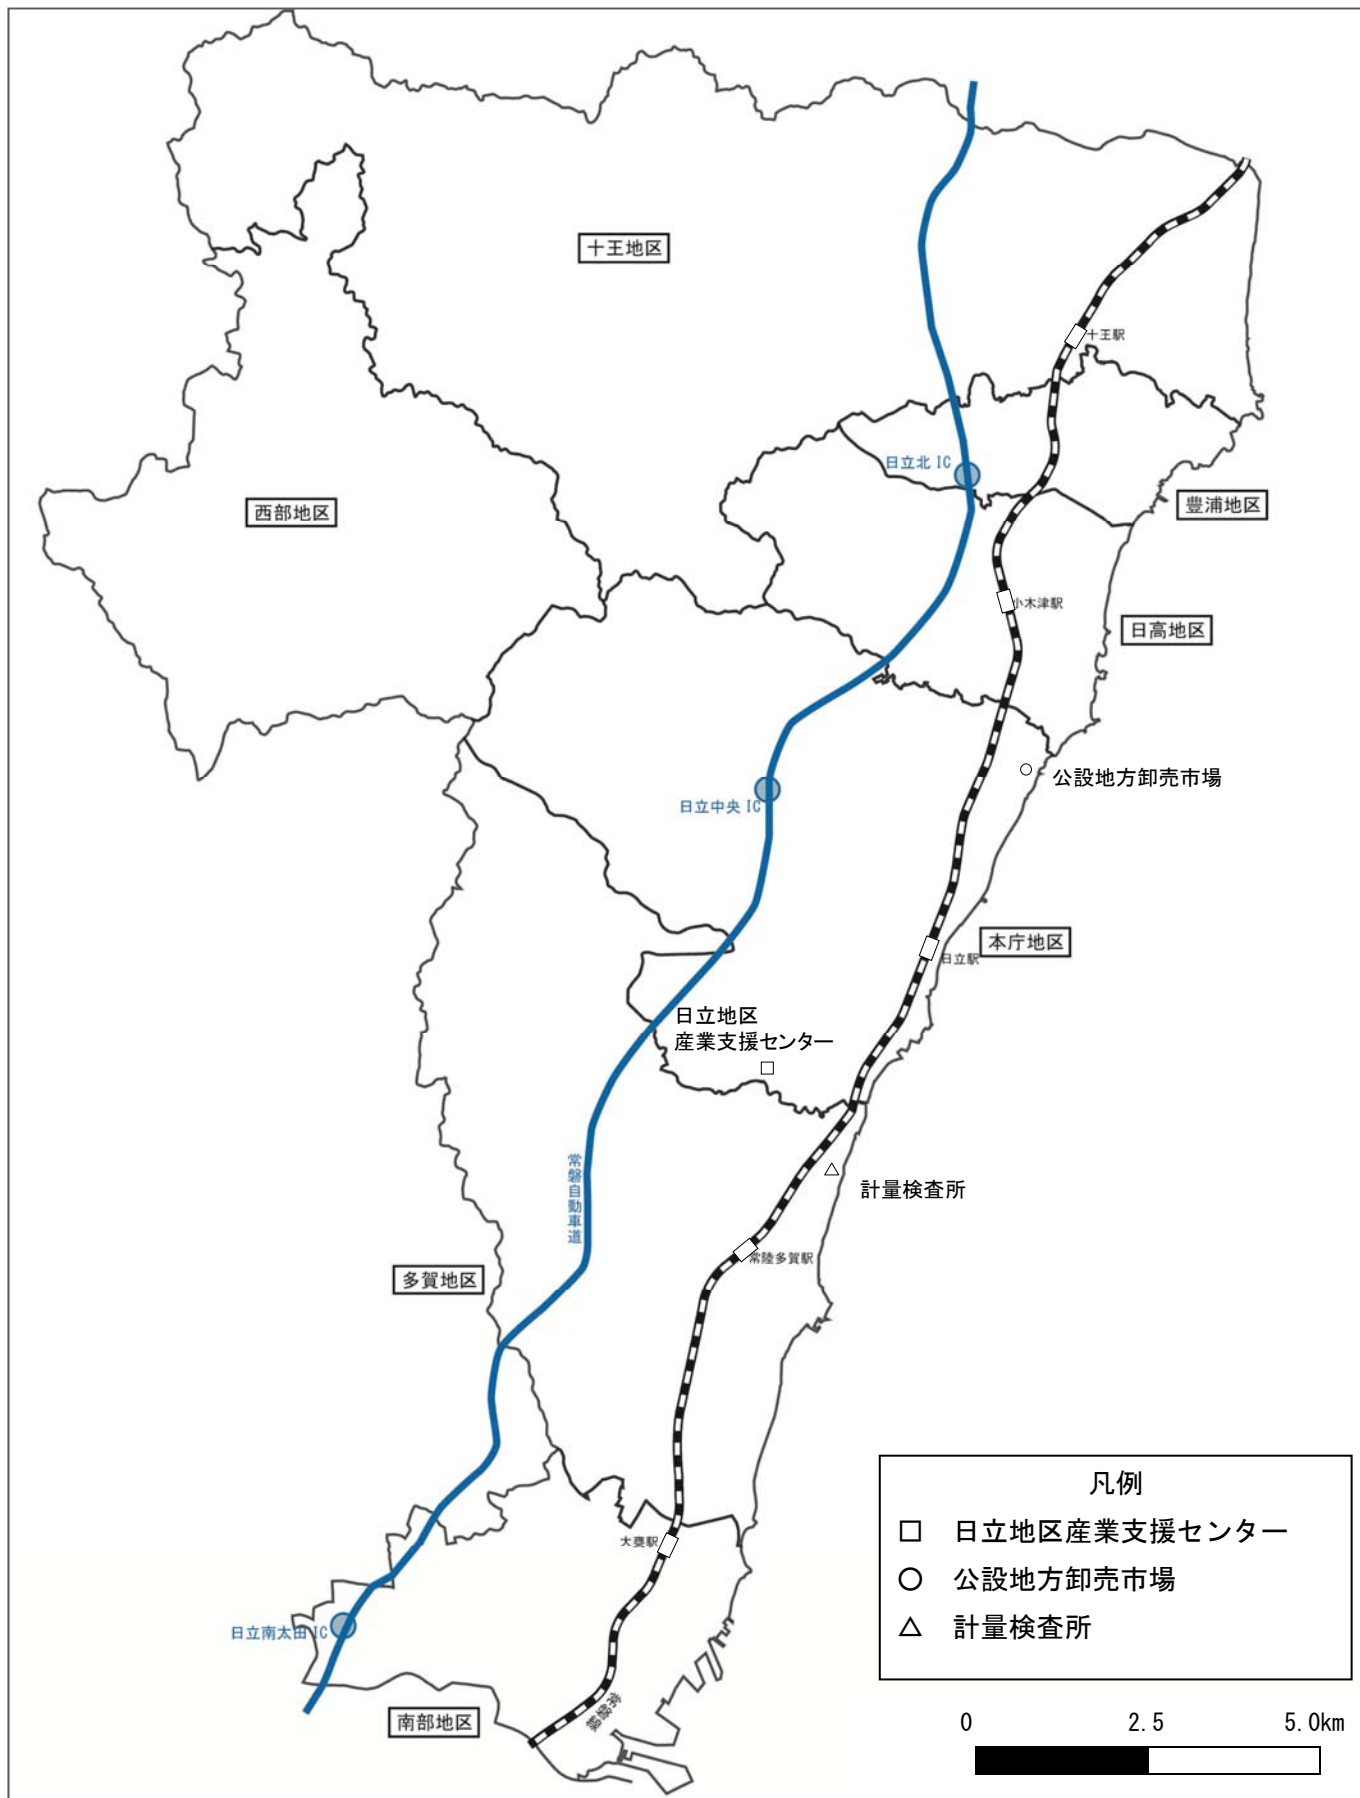 十王地区
十王駅
日立北 IC
西部地区
豊浦地区
小木津駅
日高地区
公設地方卸売市場
日立中央 IC
本庁地区
日立駅
日立地区
産業支援センター
常磐自動車道
計量検査所
常陸多賀駅
多賀地区
凡例
□ 日立地区産業支援センター
大甕駅
○ 公設地方卸売市場
△ 計量検査所
日立南太田 IC
常磐線
南部地区
0 2.5 5.0km